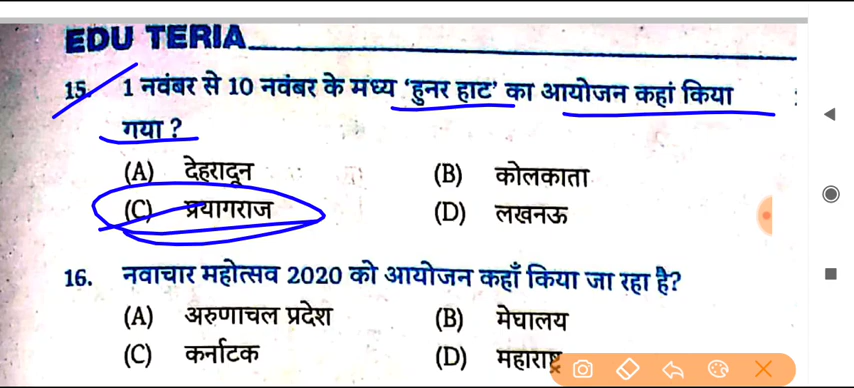 EDU TERIA
15. 1 नवंबर से 10 नवंबर के मध्य ‘हुनर हाट’ का आयोजन कहां किया
गया ?
(A) देहरादून (B) कोलकाता
(C) प्रयागराज (D) लखनऊ
16. नवाचार महोत्सव 2020 को आयोजन कहाँ किया जा रहा है?
(A) अरुणाचल प्रदेश (B) मेघालय
(C) कर्नाटक (D) महाराष्ट्र